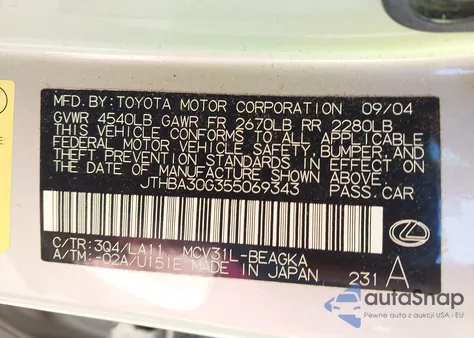 MFD. BY: TOYOTA MOTOR CORPORATION 09/04
GVWR 4540LB GAWR FR 2670LB RR 2280LB
THIS VEHICLE CONFORMS TO ALL APPLICABLE
FEDERAL MOTOR VEHICLE SAFETY, BUMPER AND
THEFT PREVENTION STANDARDS IN EFFECT ON
THE DATE OF MANUFACTURE SHOWN ABOVE.
JTHBA30G355069343 PASS.CAR
C/TR: 3Q4/LA11 MCV31L-BEAGKA
A/TM: -02A/U151E MADE IN JAPAN 231 A
autoSnap
Pewne auta z USA i EU